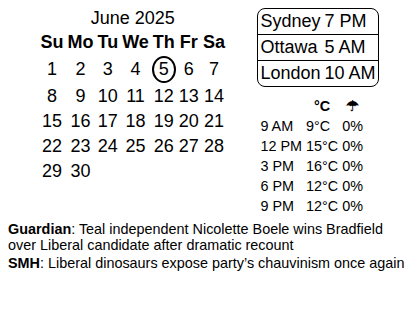 June 2025
Su Mo Tu We Th Fr Sa
1 2 3 4 5 6 7
8 9 10 11 12 13 14
15 16 17 18 19 20 21
22 23 24 25 26 27 28
29 30
Sydney 7 PM
Ottawa 5 AM
London 10 AM
°C ☂
9 AM 9°C 0%
12 PM 15°C 0%
3 PM 16°C 0%
6 PM 12°C 0%
9 PM 12°C 0%
Guardian: Teal independent Nicolette Boele wins Bradfield
over Liberal candidate after dramatic recount
SMH: Liberal dinosaurs expose party’s chauvinism once again